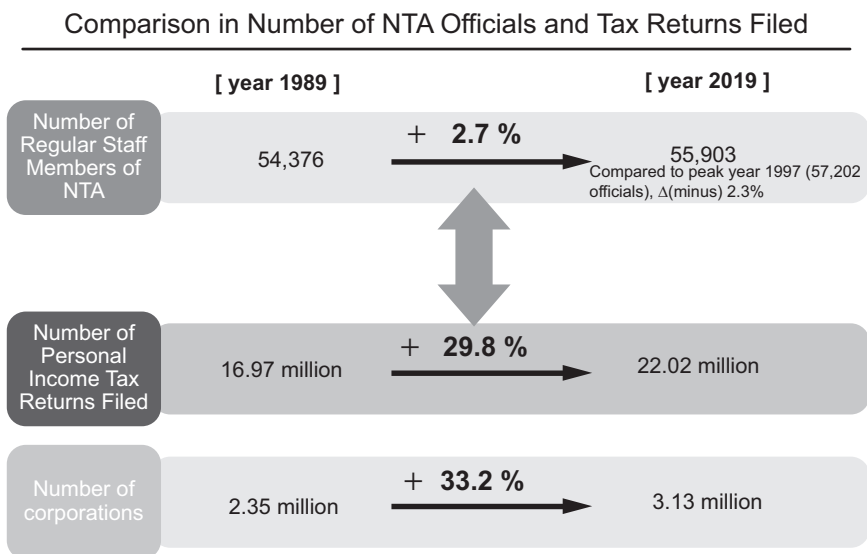 Comparison in Number of NTA Officials and Tax Returns Filed
[ year 1989 ]
[ year 2019 ]
Number of
Regular Staff
Members of
NTA
54,376
+ 2.7 %
55,903
Compared to peak year 1997 (57,202
officials), Δ(minus) 2.3%
Number of
Personal
Income Tax
Returns Filed
16.97 million
+ 29.8 %
22.02 million
Number of
corporations
2.35 million
+ 33.2 %
3.13 million